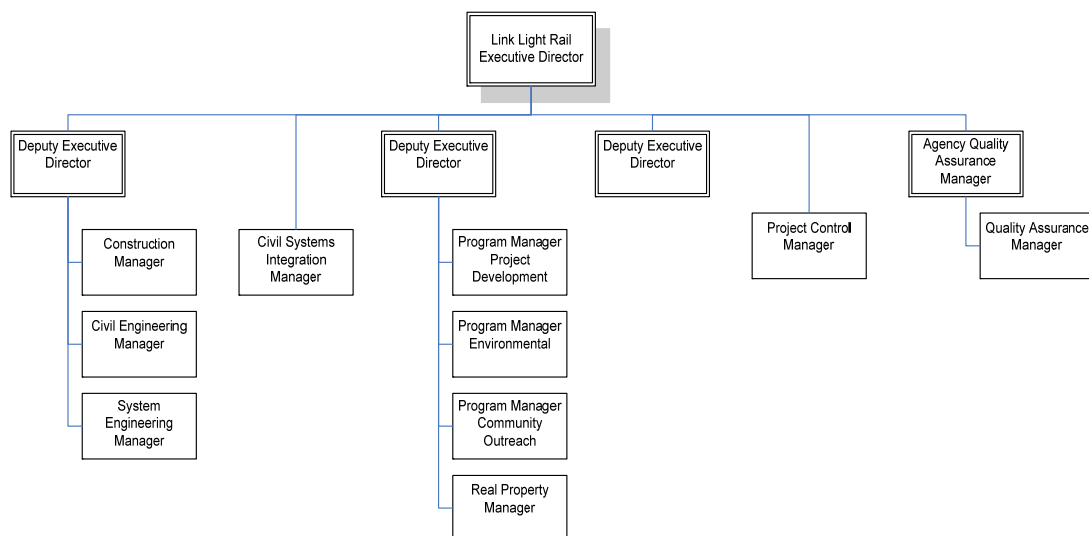 Link Light Rail
Executive Director
Deputy Executive
Director
Deputy Executive
Director
Deputy Executive
Director
Agency Quality
Assurance
Manager
Construction
Manager
Civil Systems
Integration
Manager
Program Manager
Project
Development
Project Control
Manager
Quality Assurance
Manager
Civil Engineering
Manager
Program Manager
Environmental
System
Engineering
Manager
Program Manager
Community
Outreach
Real Property
Manager